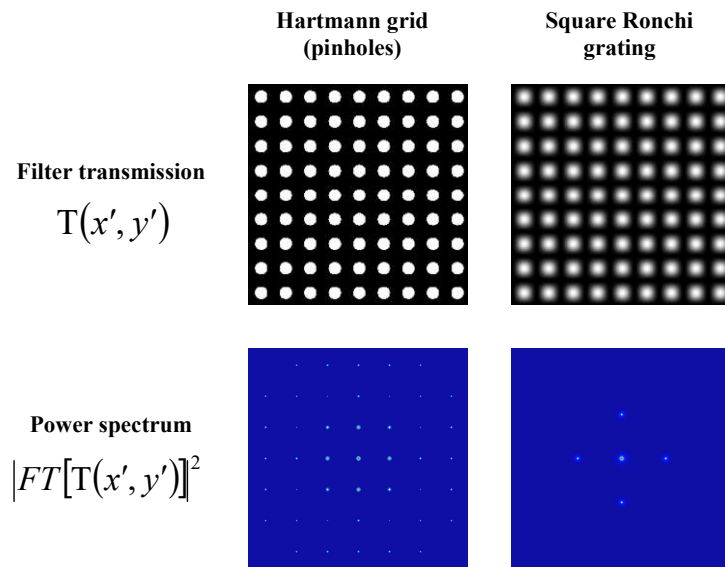 Hartmann grid
(pinholes)
Square Ronchi
grating
Filter transmission
T(x′, y′)
Power spectrum
|FT[T(x′, y′)]|²